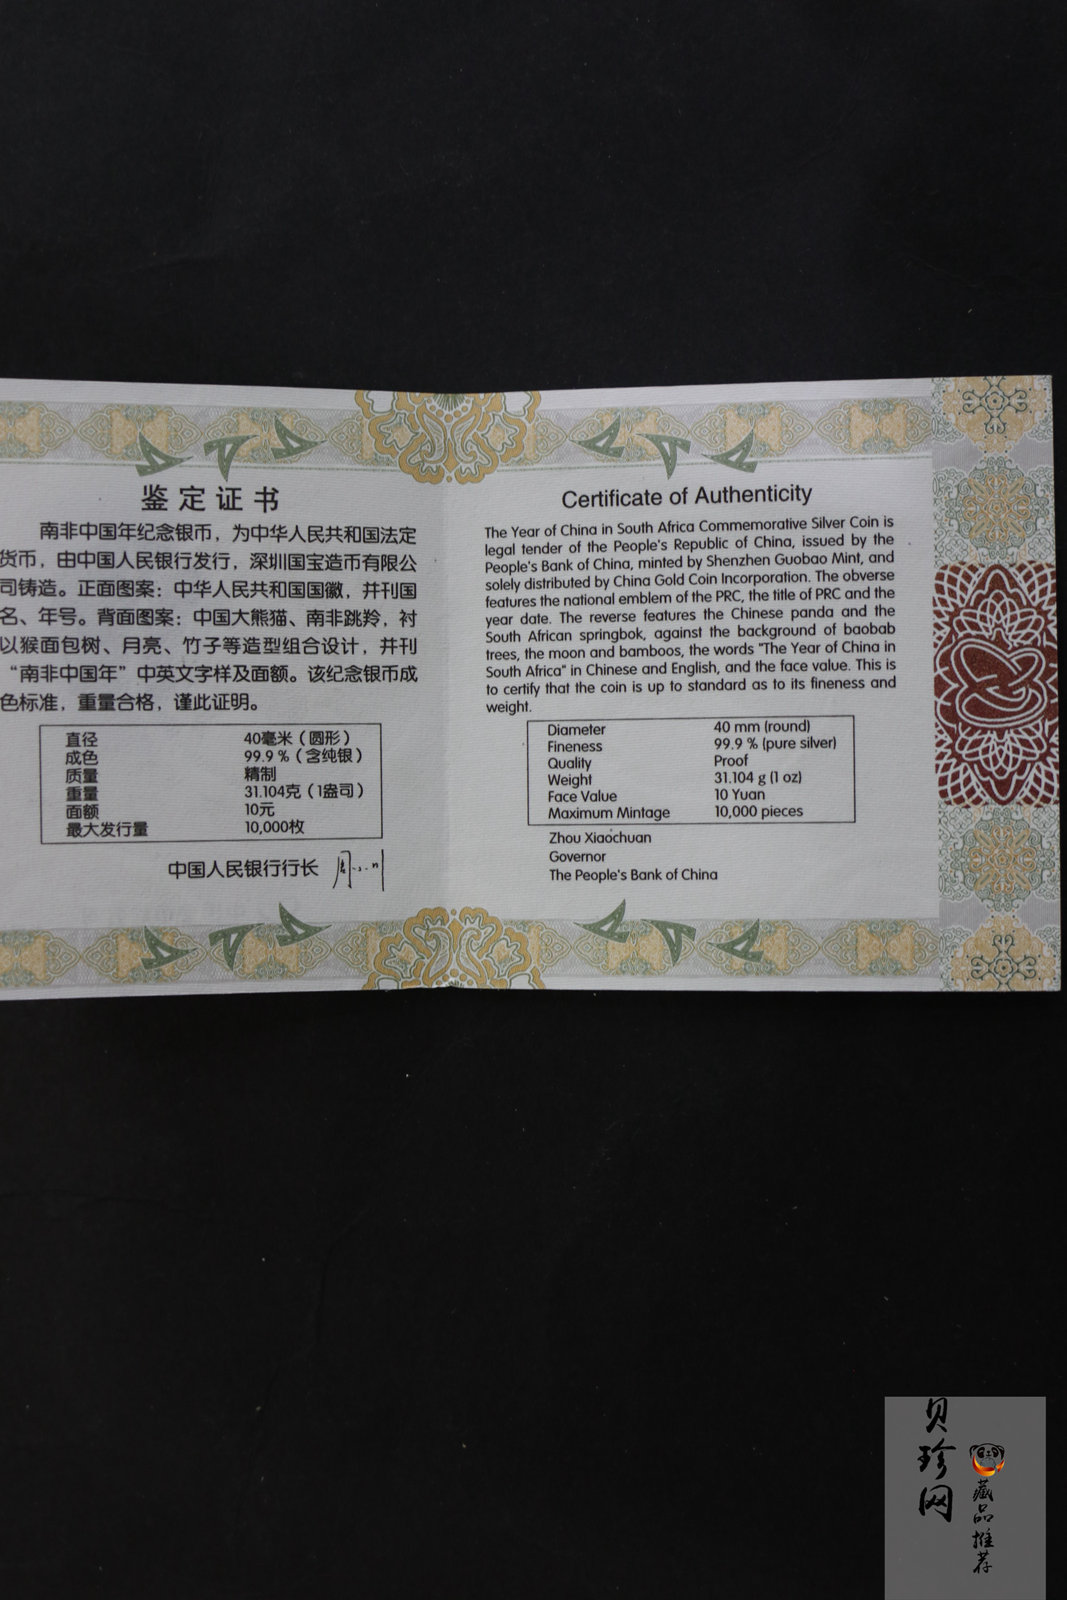 鉴定证书
南非中国年纪念银币，为中华人民共和国法定
货币，由中国人民银行发行，深圳国宝造币有限公
司铸造。正面图案：中华人民共和国国徽，并刊国
名、年号。背面图案：中国大熊猫、南非跳羚，衬
以猴面包树、月亮、竹子等造型组合设计，并刊
“南非中国年”中英文字样及面额。该纪念银币成
色标准，重量合格，谨此证明。
直径 40毫米（圆形）
成色 99.9％（含纯银）
质量 精制
重量 31.104克（1盎司）
面额 10元
最大发行量 10,000枚
中国人民银行行长
Certificate of Authenticity
The Year of China in South Africa Commemorative Silver Coin is
legal tender of the People's Republic of China, issued by the
People's Bank of China, minted by Shenzhen Guobao Mint, and
solely distributed by China Gold Coin Incorporation. The obverse
features the national emblem of the PRC, the title of PRC and the
year date. The reverse features the Chinese panda and the
South African springbok, against the background of baobab
trees, the moon and bamboos, the words "The Year of China in
South Africa" in Chinese and English, and the face value. This is
to certify that the coin is up to standard as to its fineness and
weight.
Diameter 40 mm (round)
Fineness 99.9 % (pure silver)
Quality Proof
Weight 31.104 g (1 oz)
Face Value 10 Yuan
Maximum Mintage 10,000 pieces
Zhou Xiaochuan
Governor
The People's Bank of China
贝珍网
藏品推荐